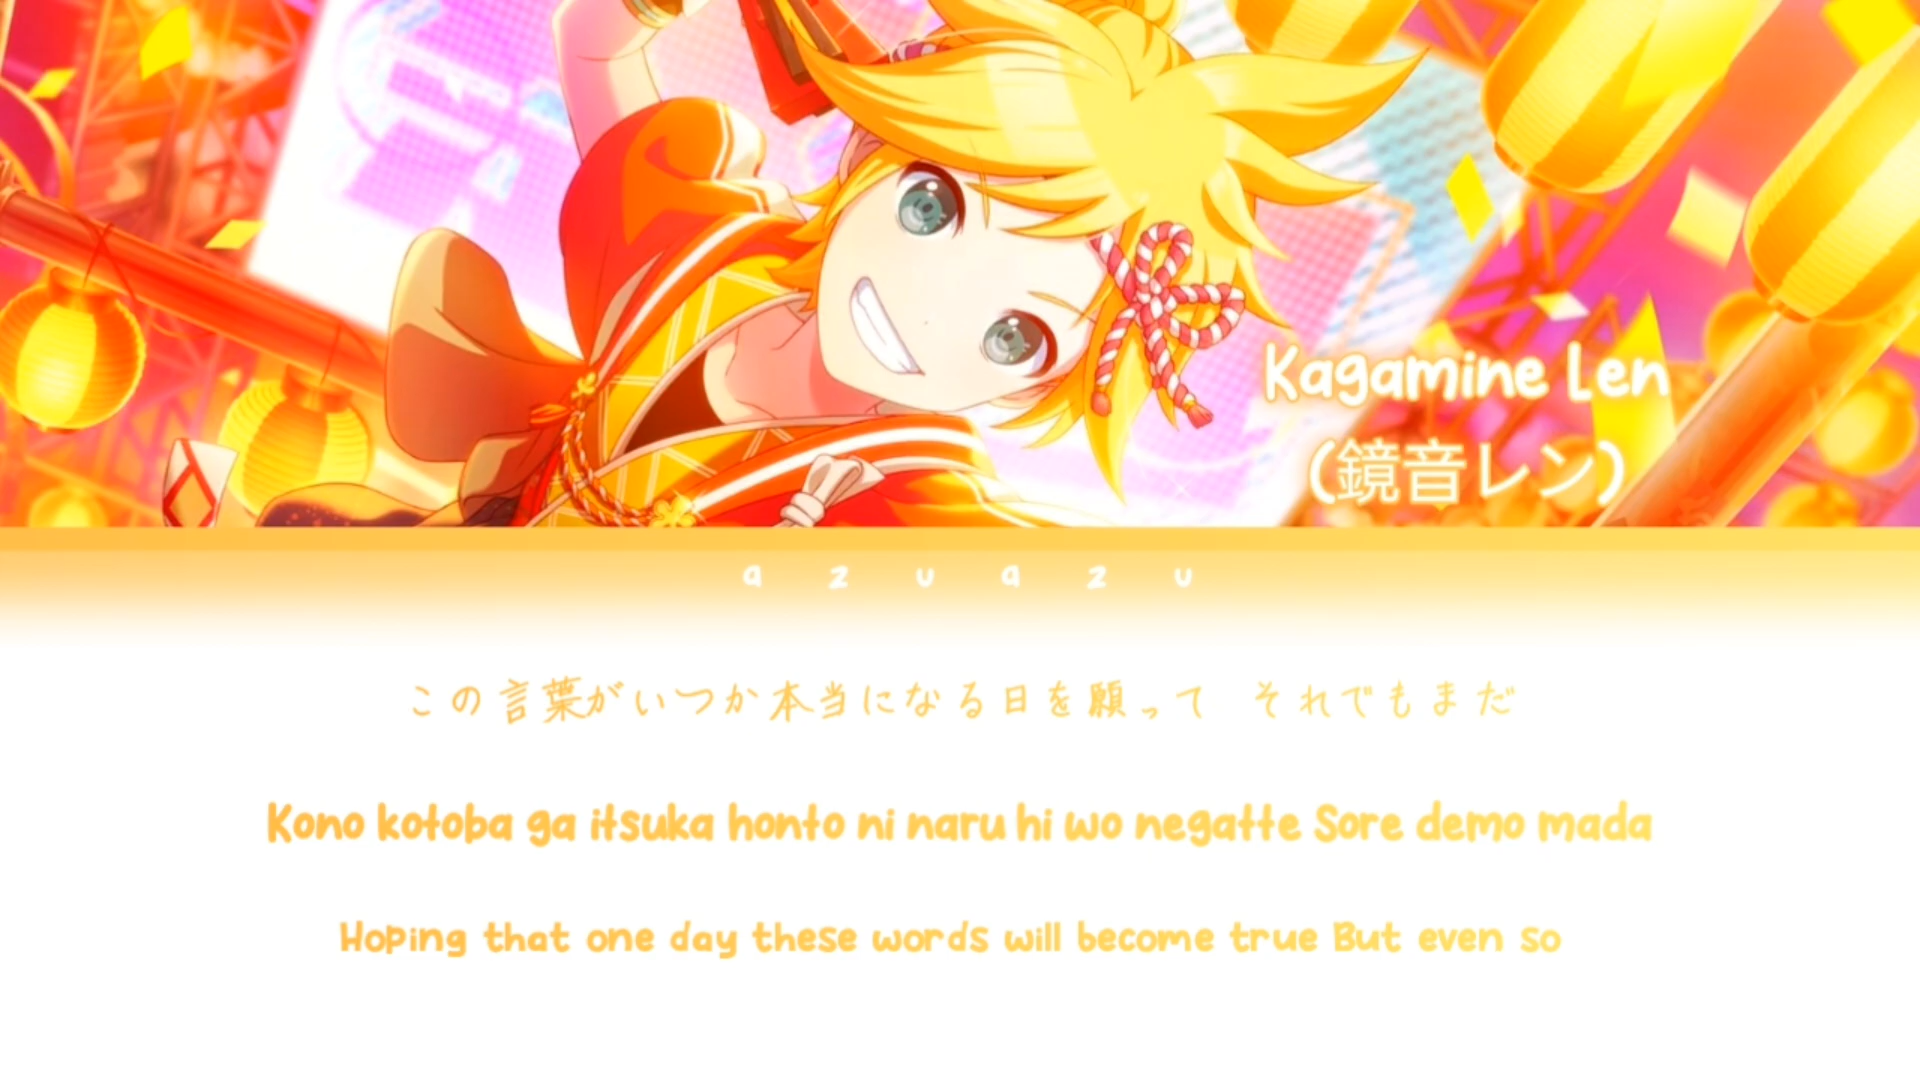 Kagamine Len
(鏡音レン)
a z u a z u
この言葉がいつか本当になる日を願って それでもまだ
Kono kotoba ga itsuka honto ni naru hi wo negatte Sore demo mada
Hoping that one day these words will become true But even so